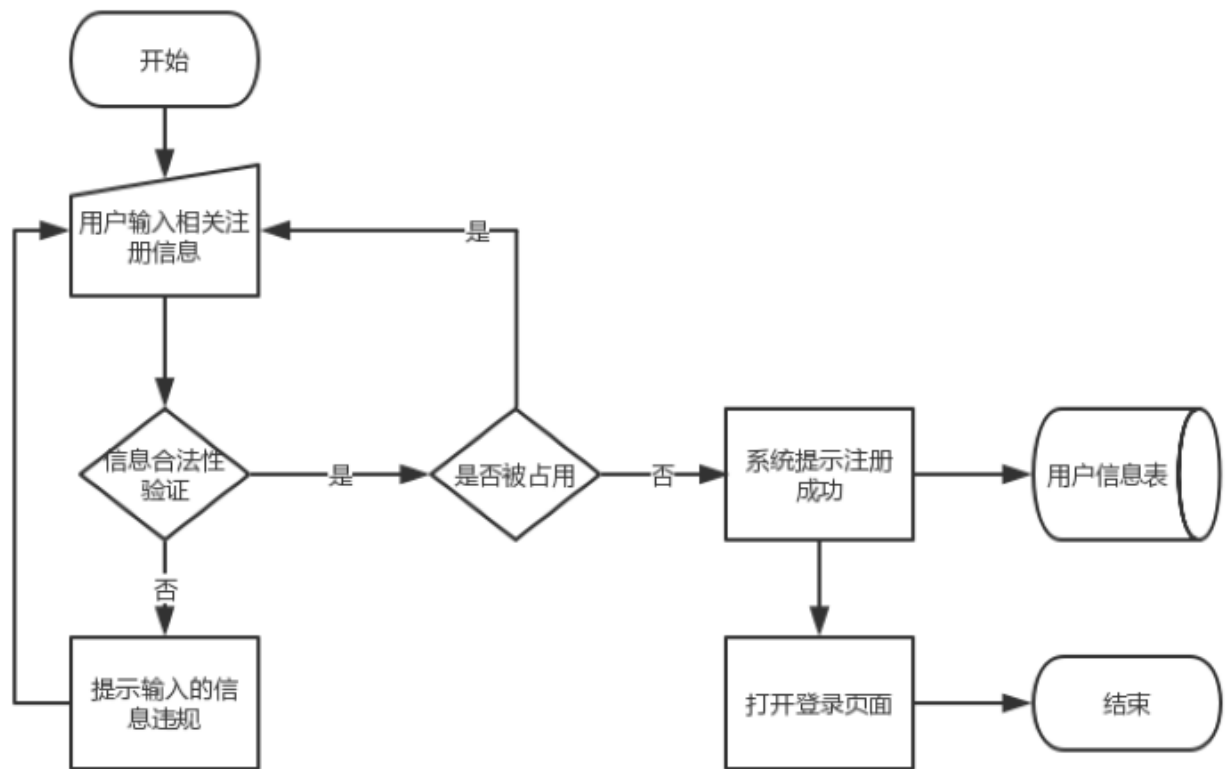 开始
用户输入相关注
册信息
是
信息合法性
验证
是
是否被占用
否
系统提示注册
成功
用户信息表
否
提示输入的信
息违规
打开登录页面
结束